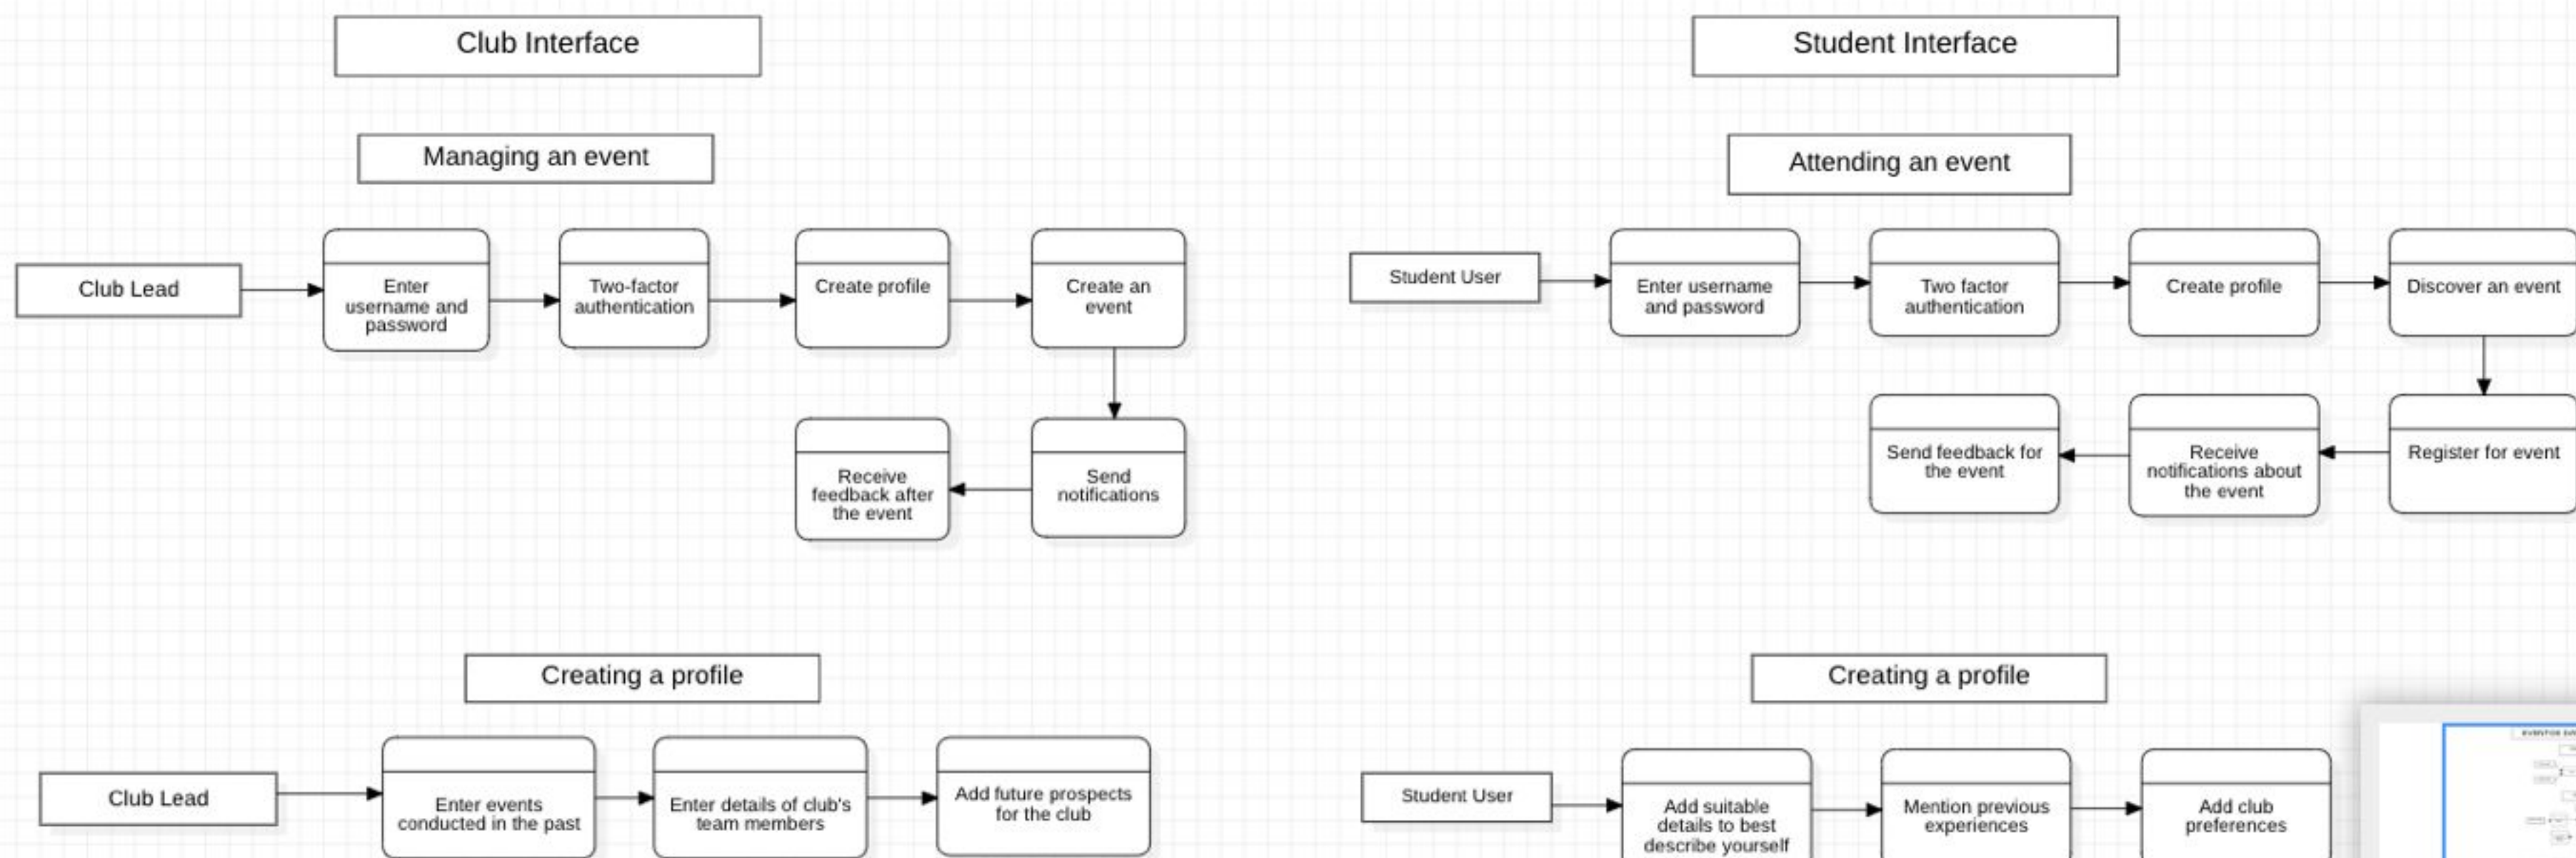 Club Interface
Student Interface
Managing an event
Attending an event
Club Lead
Enter
username and
password
Two-factor
authentication
Create profile
Create an
event
Receive
feedback after
the event
Send
notifications
Student User
Enter username
and password
Two factor
authentication
Create profile
Discover an event
Send feedback for
the event
Receive
notifications about
the event
Register for event
Creating a profile
Creating a profile
Club Lead
Enter events
conducted in the past
Enter details of club's
team members
Add future prospects
for the club
Student User
Add suitable
details to best
describe yourself
Mention previous
experiences
Add club
preferences